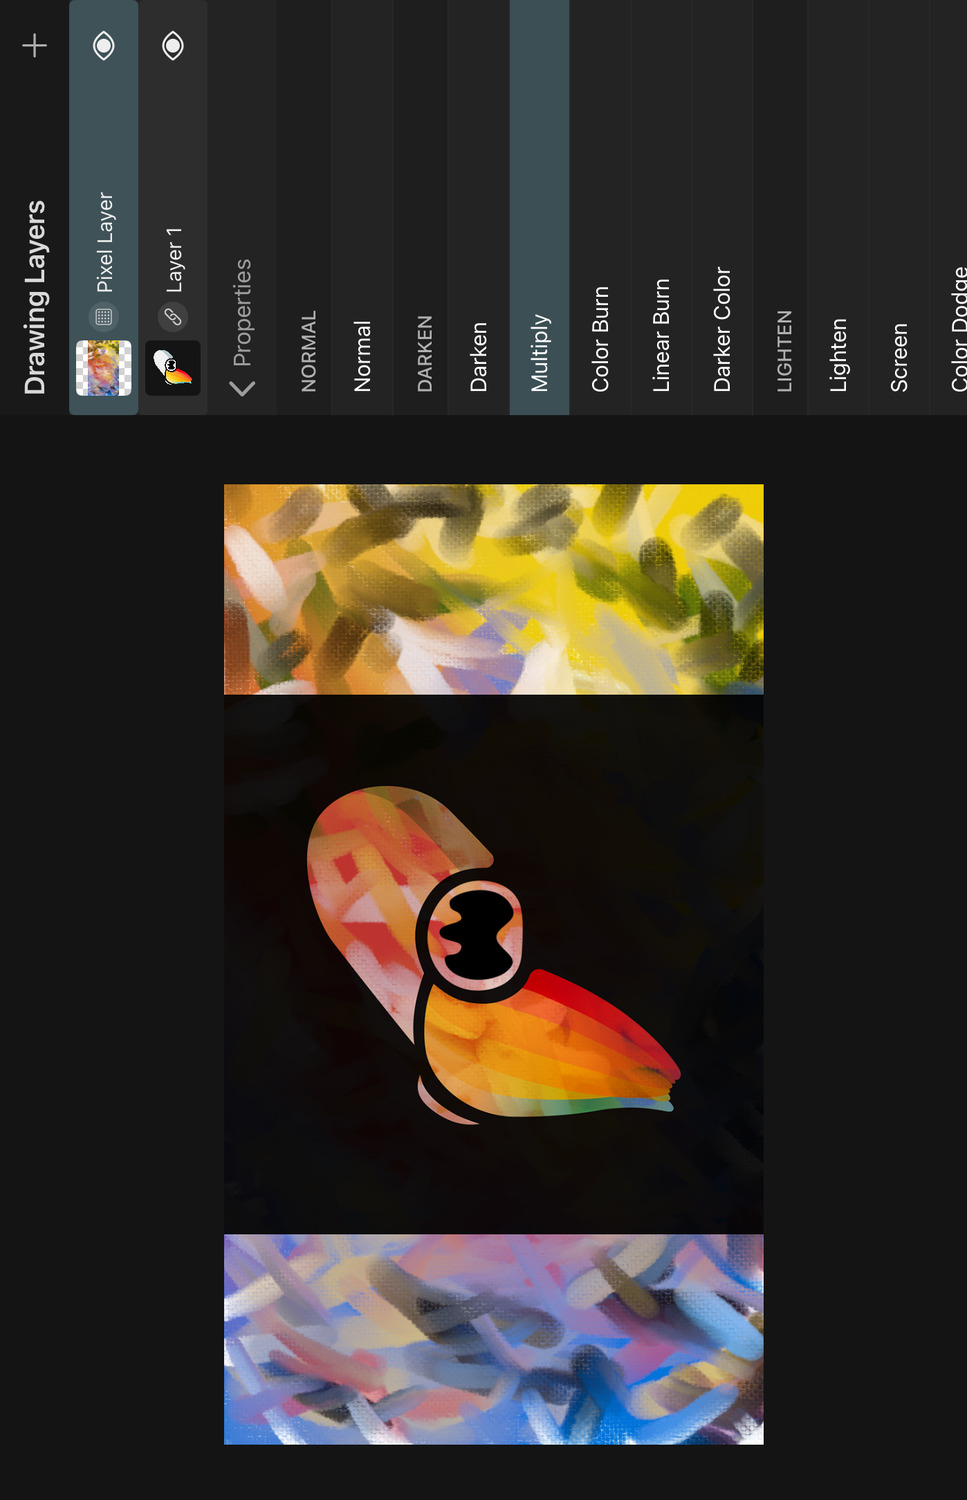 Drawing Layers
Pixel Layer
Layer 1
Properties
NORMAL
Normal
DARKEN
Darken
Multiply
Color Burn
Linear Burn
Darker Color
LIGHTEN
Lighten
Screen
Color Dodge